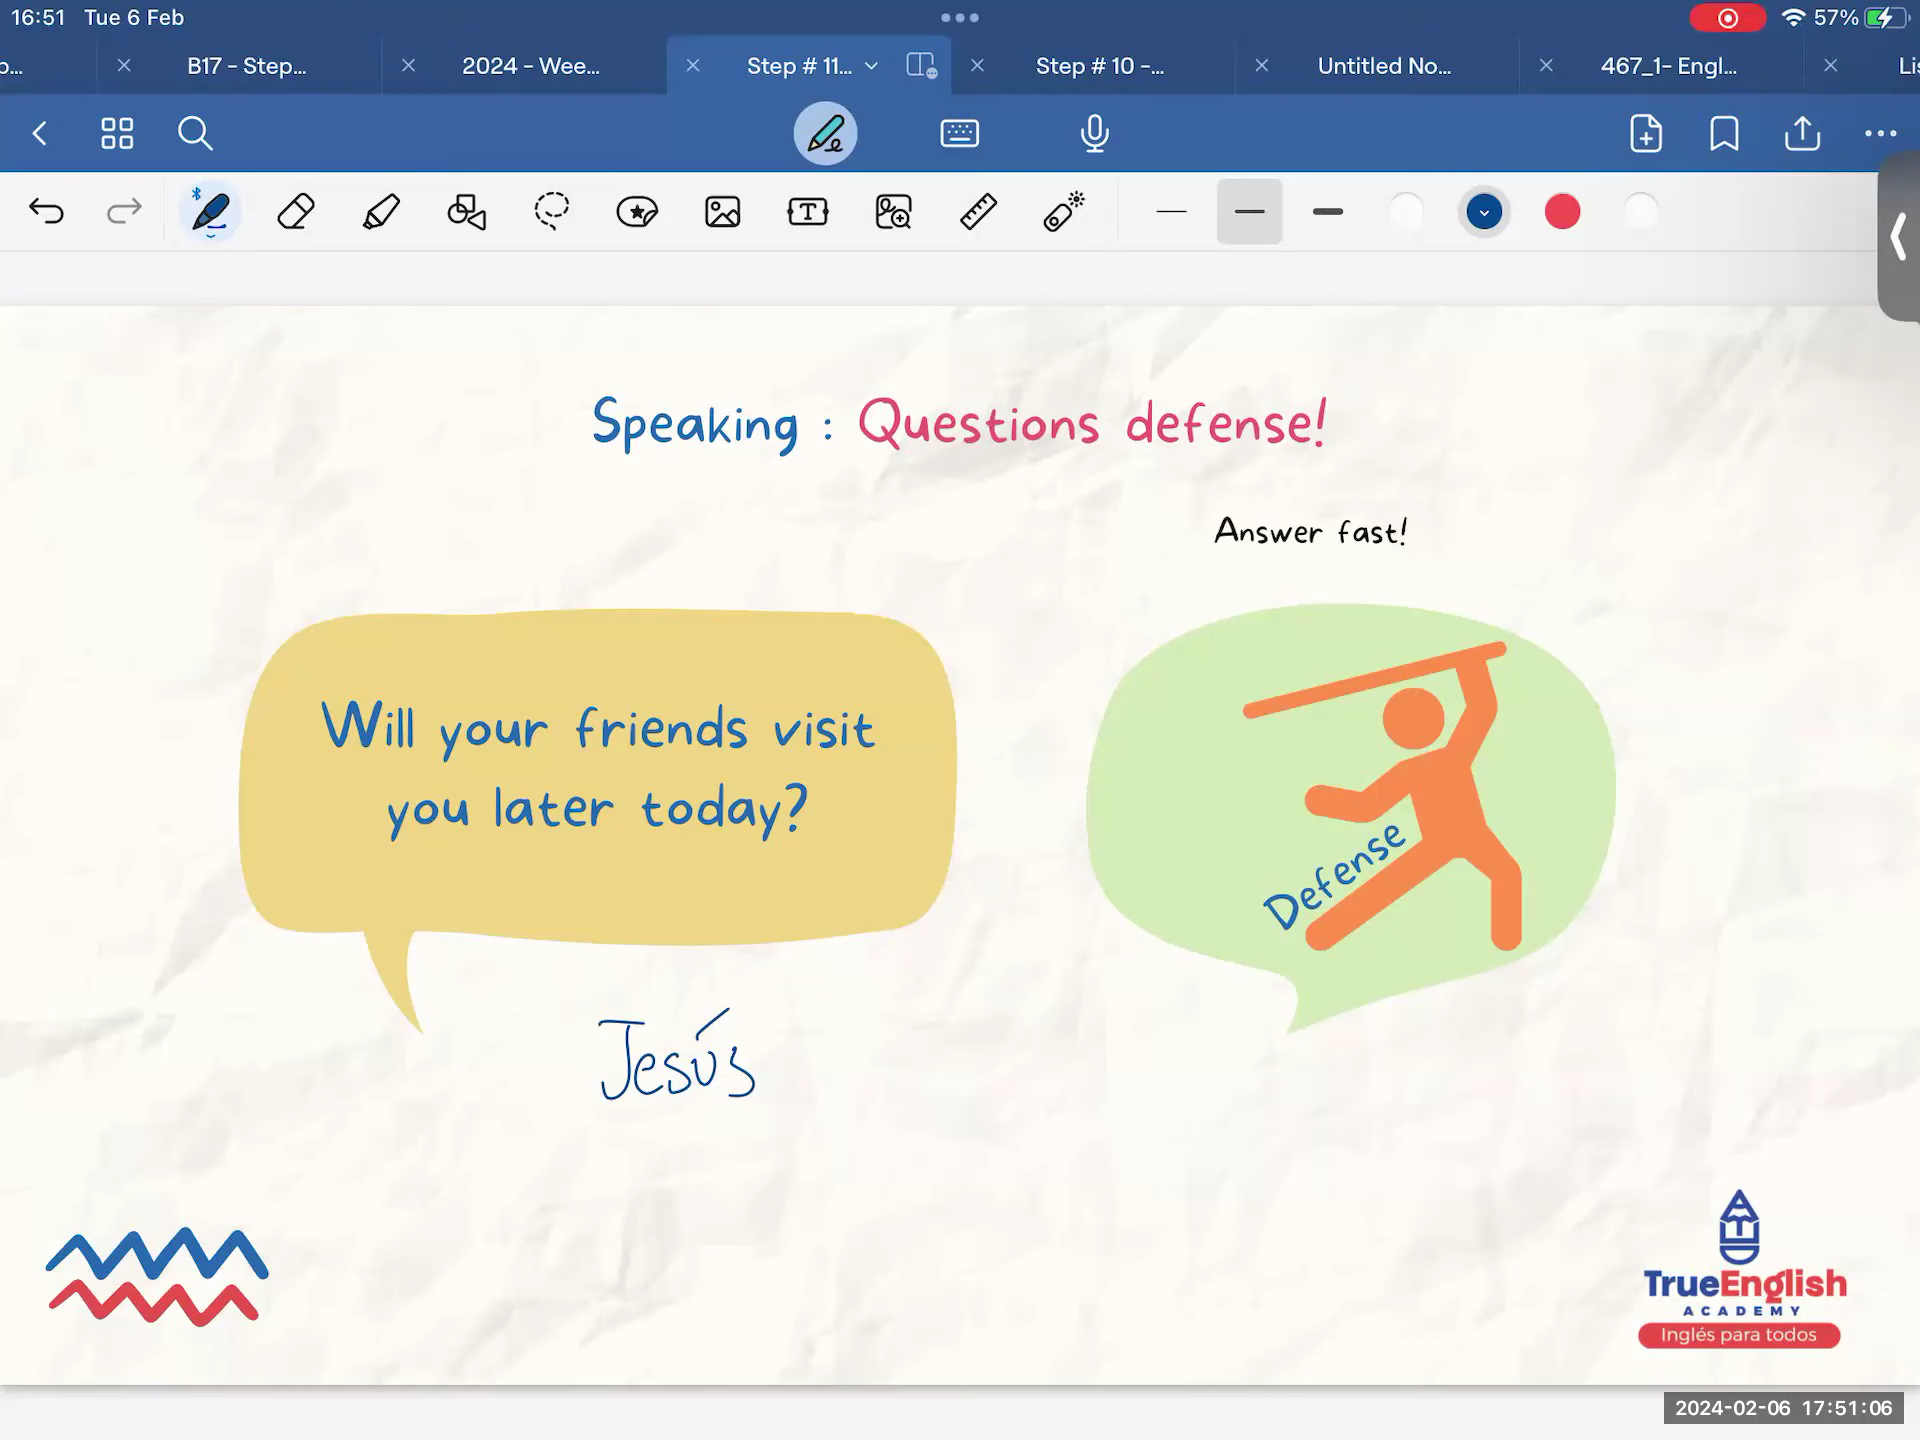 16:51 Tue 6 Feb
57%
B17 - Step...
2024 - Wee...
Step # 11...
Step # 10 -...
Untitled No...
467_1- Engl...
Speaking : Questions defense!
Answer fast!
Will your friends visit
you later today?
Defense
Jesús
TrueEnglish
ACADEMY
Inglés para todos
2024-02-06 17:51:06